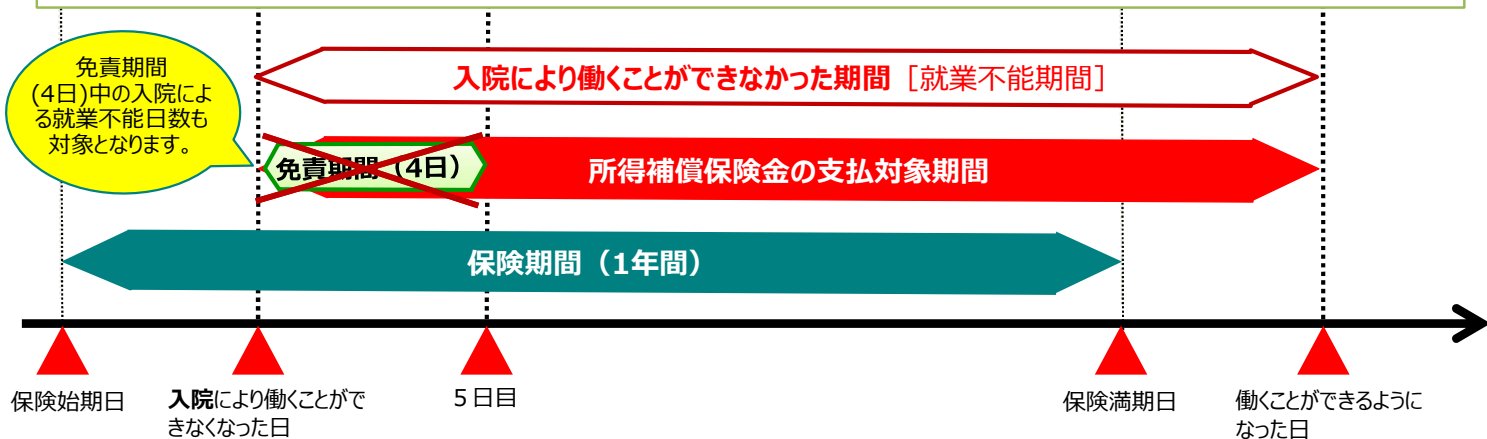 免責期間
(4日)中の入院によ
る就業不能日数も
対象となります。
入院により働くことができなかった期間［就業不能期間］
免責期間（4日）
所得補償保険金の支払対象期間
保険期間（1年間）
保険始期日
入院により働くことがで
きなくなった日
５日目
保険満期日
働くことができるように
なった日